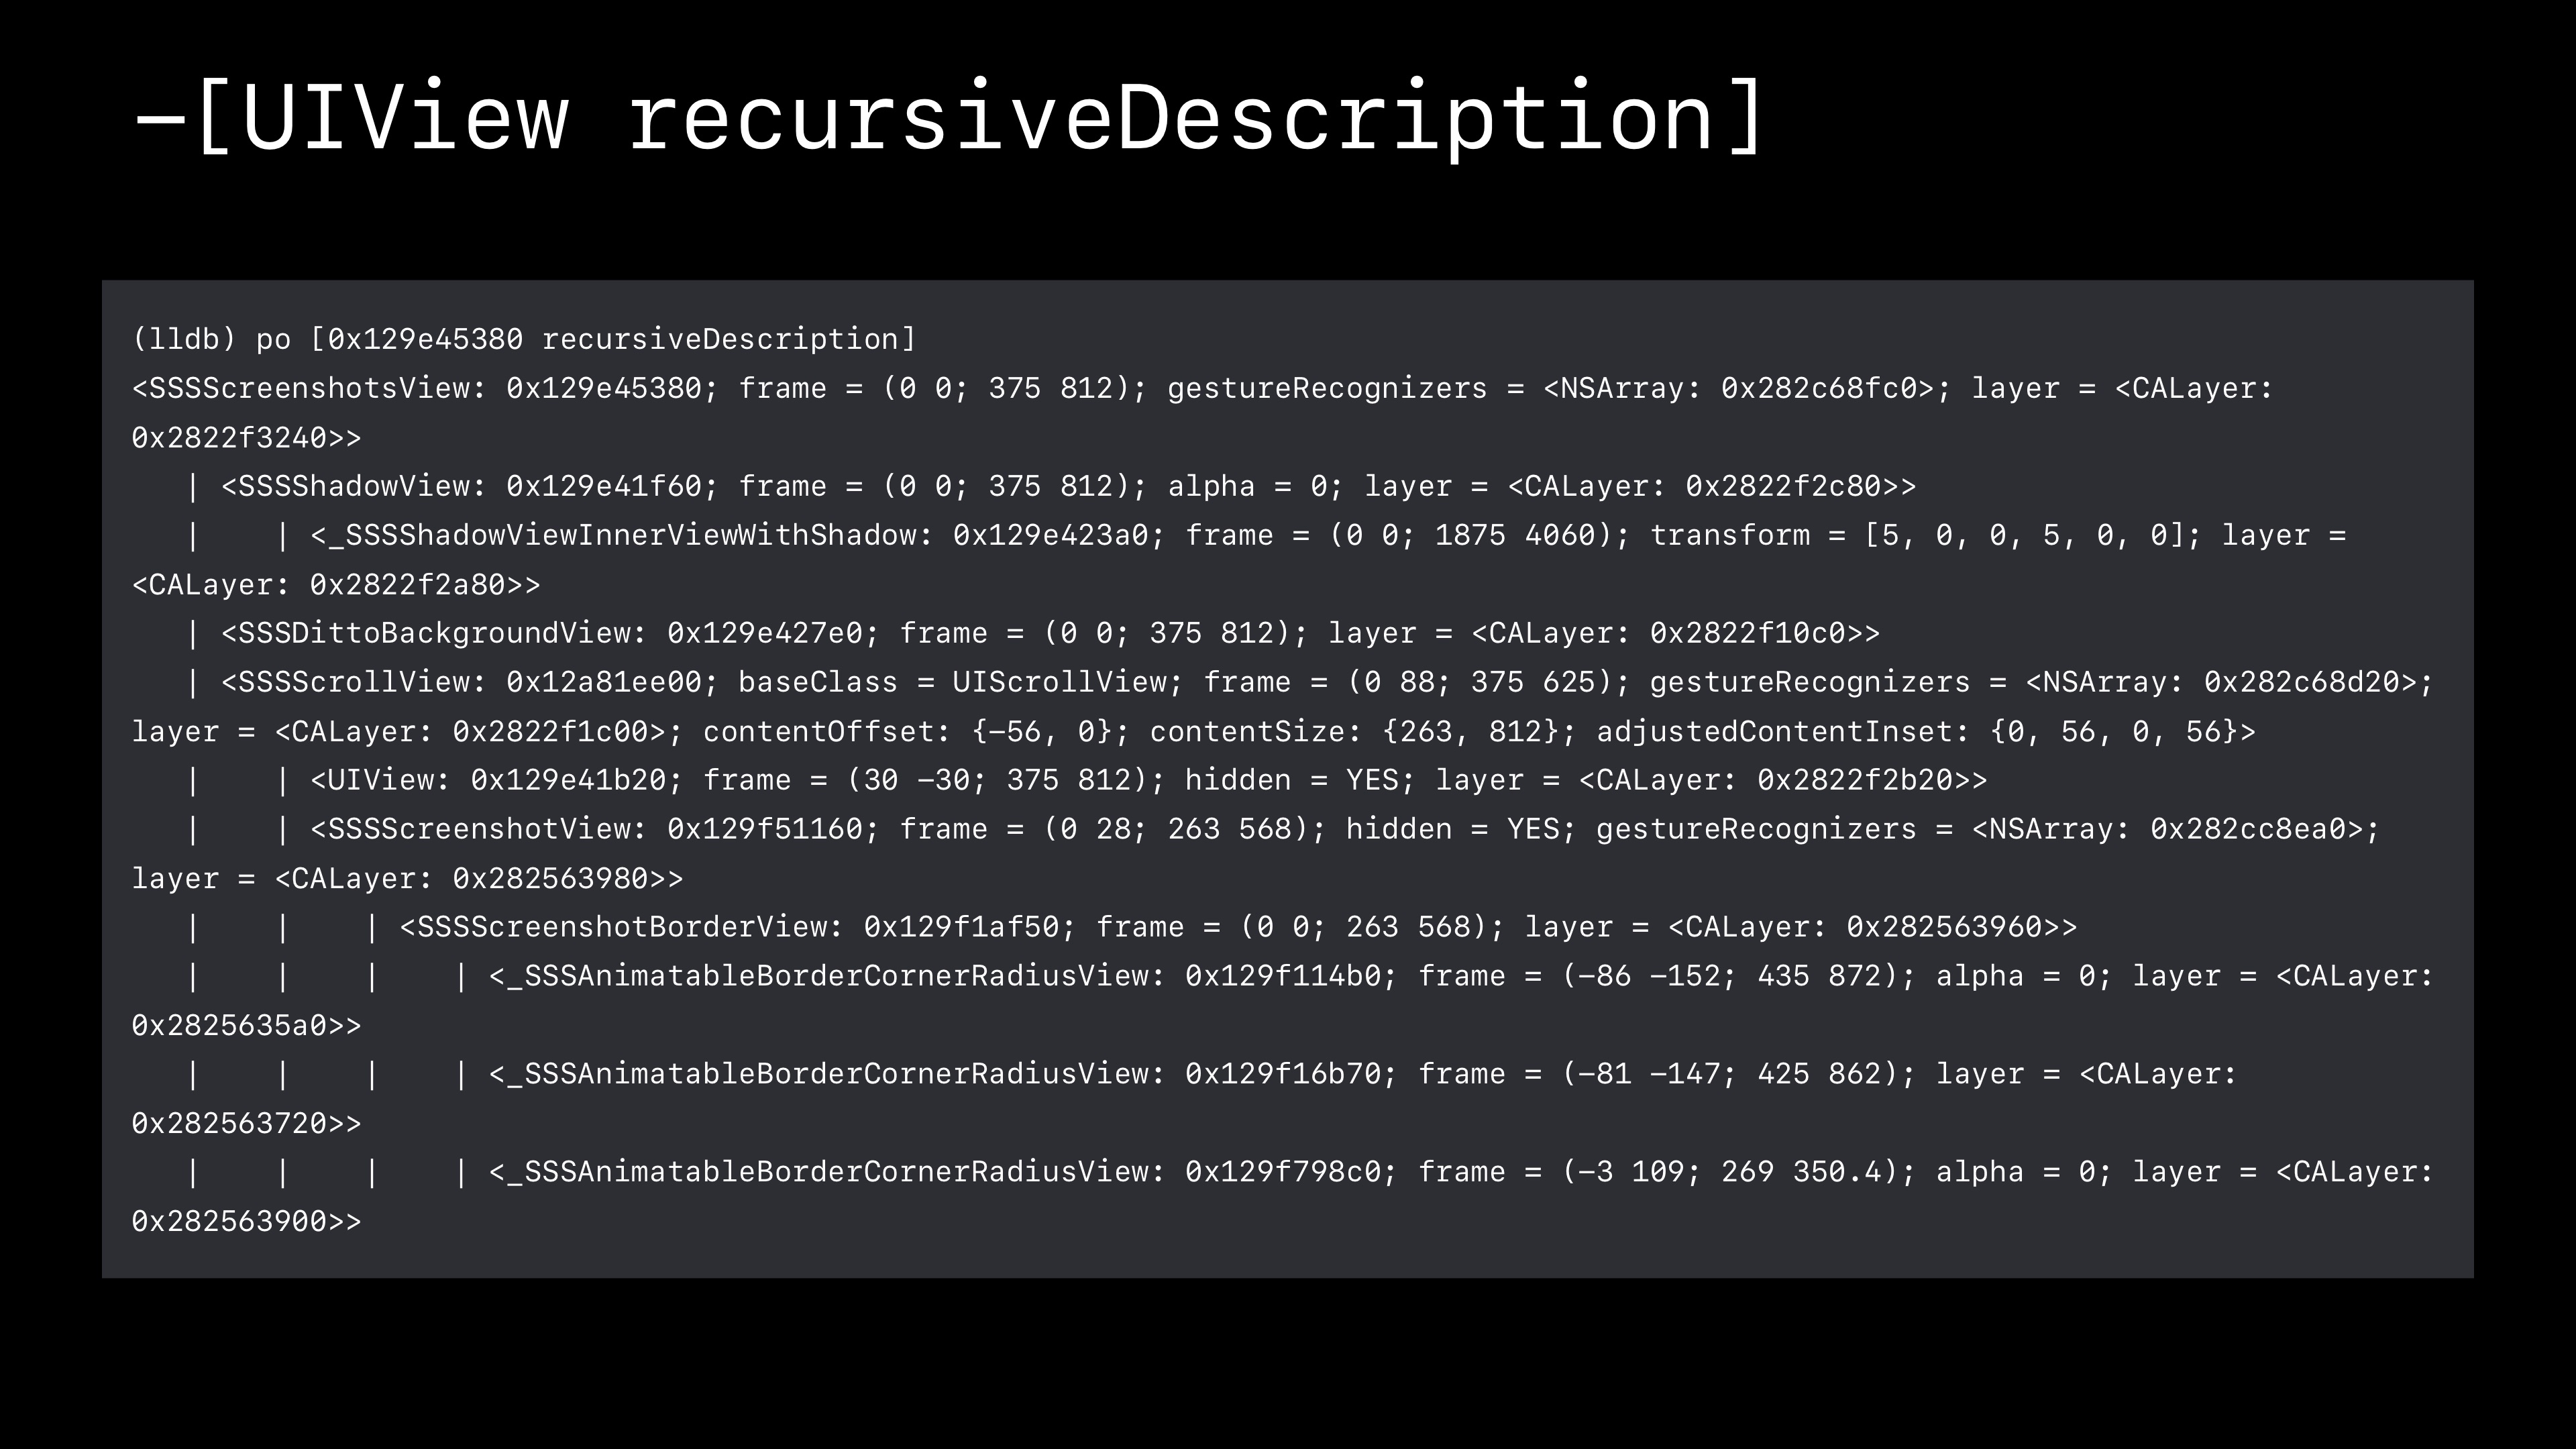 –[UIView recursiveDescription]
(lldb) po [0x129e45380 recursiveDescription]
<SSSScreenshotsView: 0x129e45380; frame = (0 0; 375 812); gestureRecognizers = <NSArray: 0x282c68fc0>; layer = <CALayer:
0x2822f3240>>
   | <SSSShadowView: 0x129e41f60; frame = (0 0; 375 812); alpha = 0; layer = <CALayer: 0x2822f2c80>>
   |    | <_SSSShadowViewInnerViewWithShadow: 0x129e423a0; frame = (0 0; 1875 4060); transform = [5, 0, 0, 5, 0, 0]; layer =
<CALayer: 0x2822f2a80>>
   | <SSSDittoBackgroundView: 0x129e427e0; frame = (0 0; 375 812); layer = <CALayer: 0x2822f10c0>>
   | <SSSScrollView: 0x12a81ee00; baseClass = UIScrollView; frame = (0 88; 375 625); gestureRecognizers = <NSArray: 0x282c68d20>;
layer = <CALayer: 0x2822f1c00>; contentOffset: {–56, 0}; contentSize: {263, 812}; adjustedContentInset: {0, 56, 0, 56}>
   |    | <UIView: 0x129e41b20; frame = (30 –30; 375 812); hidden = YES; layer = <CALayer: 0x2822f2b20>>
   |    | <SSSScreenshotView: 0x129f51160; frame = (0 28; 263 568); hidden = YES; gestureRecognizers = <NSArray: 0x282cc8ea0>;
layer = <CALayer: 0x282563980>>
   |    |    | <SSSScreenshotBorderView: 0x129f1af50; frame = (0 0; 263 568); layer = <CALayer: 0x282563960>>
   |    |    |    | <_SSSAnimatableBorderCornerRadiusView: 0x129f114b0; frame = (–86 –152; 435 872); alpha = 0; layer = <CALayer:
0x2825635a0>>
   |    |    |    | <_SSSAnimatableBorderCornerRadiusView: 0x129f16b70; frame = (–81 –147; 425 862); layer = <CALayer:
0x282563720>>
   |    |    |    | <_SSSAnimatableBorderCornerRadiusView: 0x129f798c0; frame = (–3 109; 269 350.4); alpha = 0; layer = <CALayer:
0x282563900>>